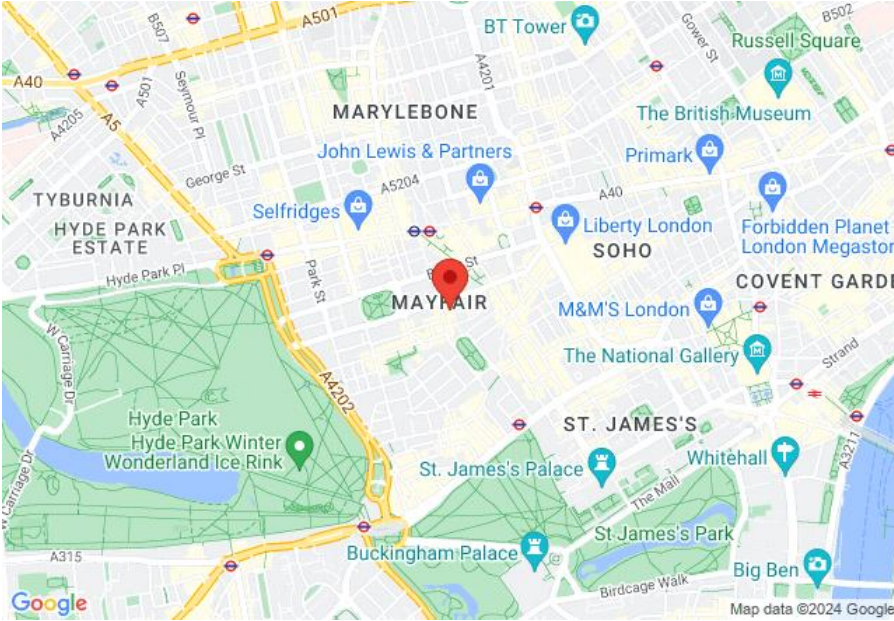 B507
A501
BT Tower
A4201
Gower St
B502
Russell Square
A40
A501
Seymour Pl
A5
A4205
MARYLEBONE
The British Museum
John Lewis & Partners
Primark
George St
A5204
A40
TYBURNIA
Selfridges
Liberty London
Forbidden Planet
London Megastor
HYDE PARK
ESTATE
SOHO
Hyde Park Pl
Park St
St
COVENT GARDE
MAYFAIR
M&M'S London
W Carriage Dr
The National Gallery
Strand
A4202
Hyde Park
Hyde Park Winter
Wonderland Ice Rink
ST. JAMES'S
St. James's Palace
Whitehall
A3211
W Carriage Dr
The Mall
St James's Park
A315
Buckingham Palace
Big Ben
Birdcage Walk
Google
Map data ©2024 Google